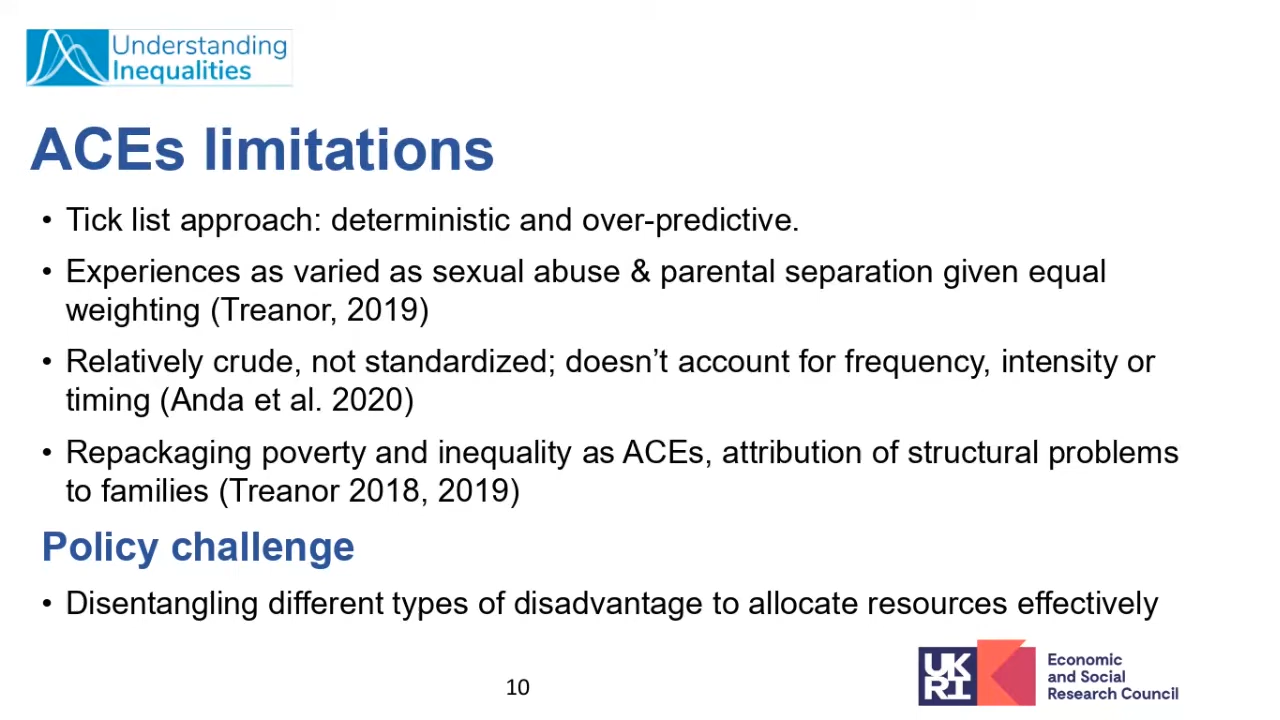 Understanding
Inequalities
ACEs limitations
• Tick list approach: deterministic and over-predictive.
• Experiences as varied as sexual abuse & parental separation given equal
weighting (Treanor, 2019)
• Relatively crude, not standardized; doesn’t account for frequency, intensity or
timing (Anda et al. 2020)
• Repackaging poverty and inequality as ACEs, attribution of structural problems
to families (Treanor 2018, 2019)
Policy challenge
• Disentangling different types of disadvantage to allocate resources effectively
10
UK
RI
Economic
and Social
Research Council